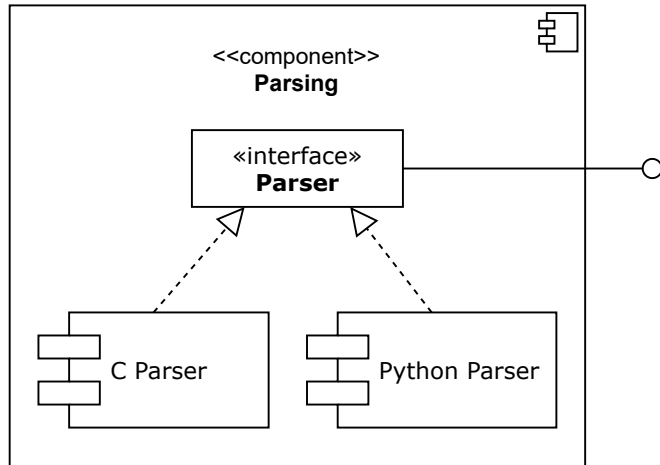 <<component>>
Parsing
«interface»
Parser
C Parser
Python Parser